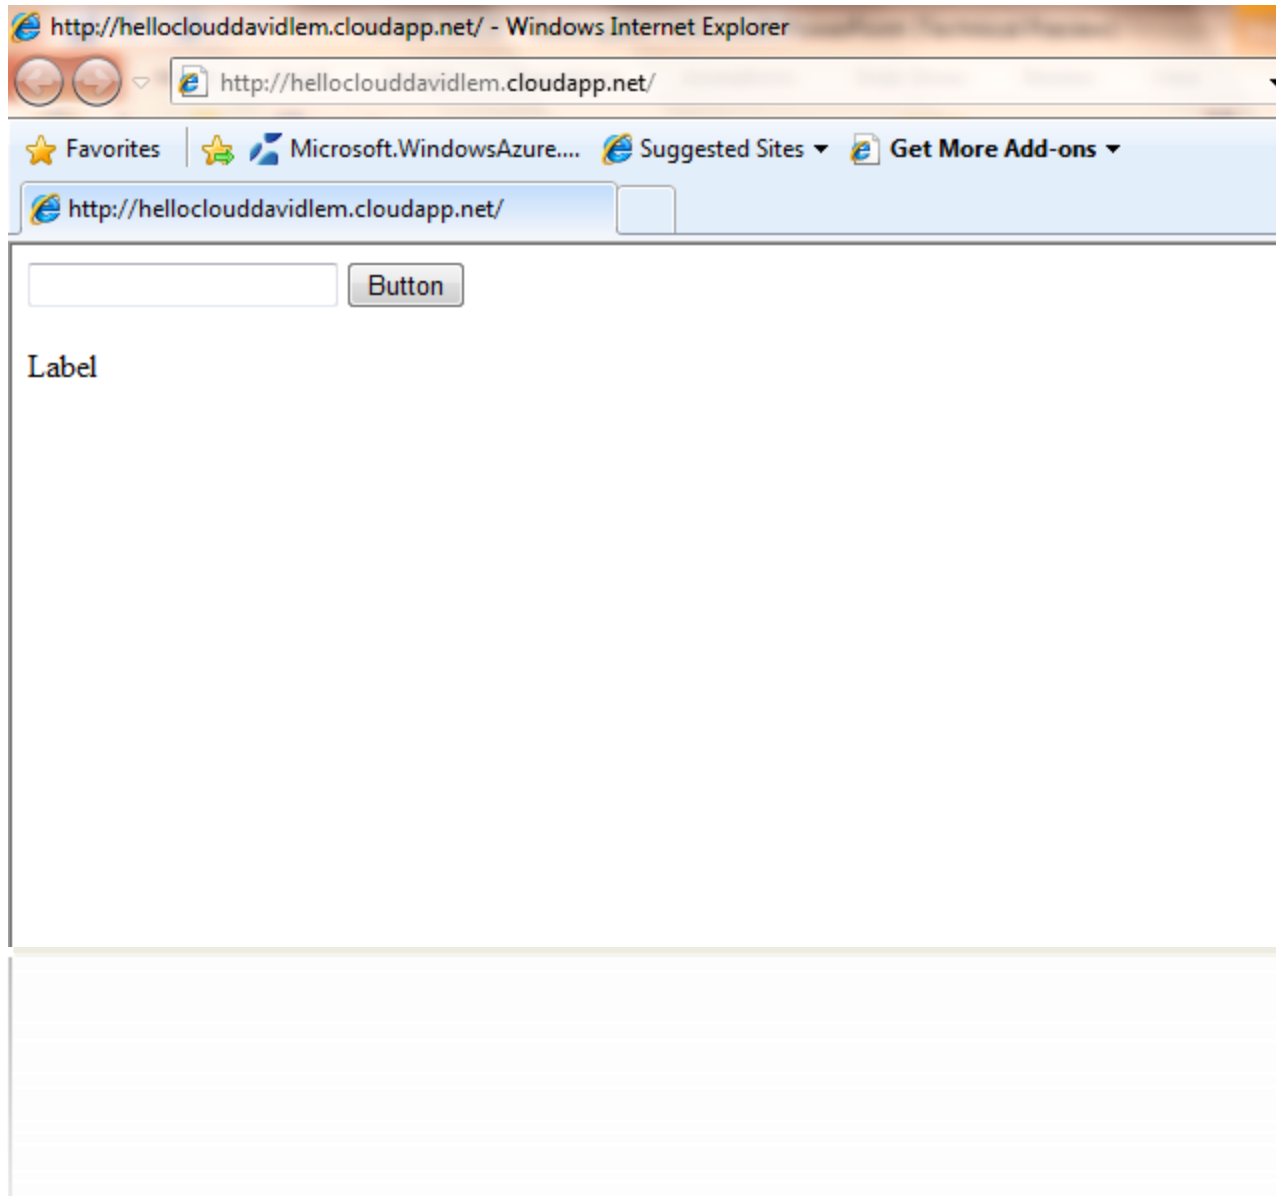 http://helloclouddavidlem.cloudapp.net/ - Windows Internet Explorer
http://helloclouddavidlem.cloudapp.net/
Favorites Microsoft.WindowsAzure.... Suggested Sites Get More Add-ons
http://helloclouddavidlem.cloudapp.net/
Button
Label